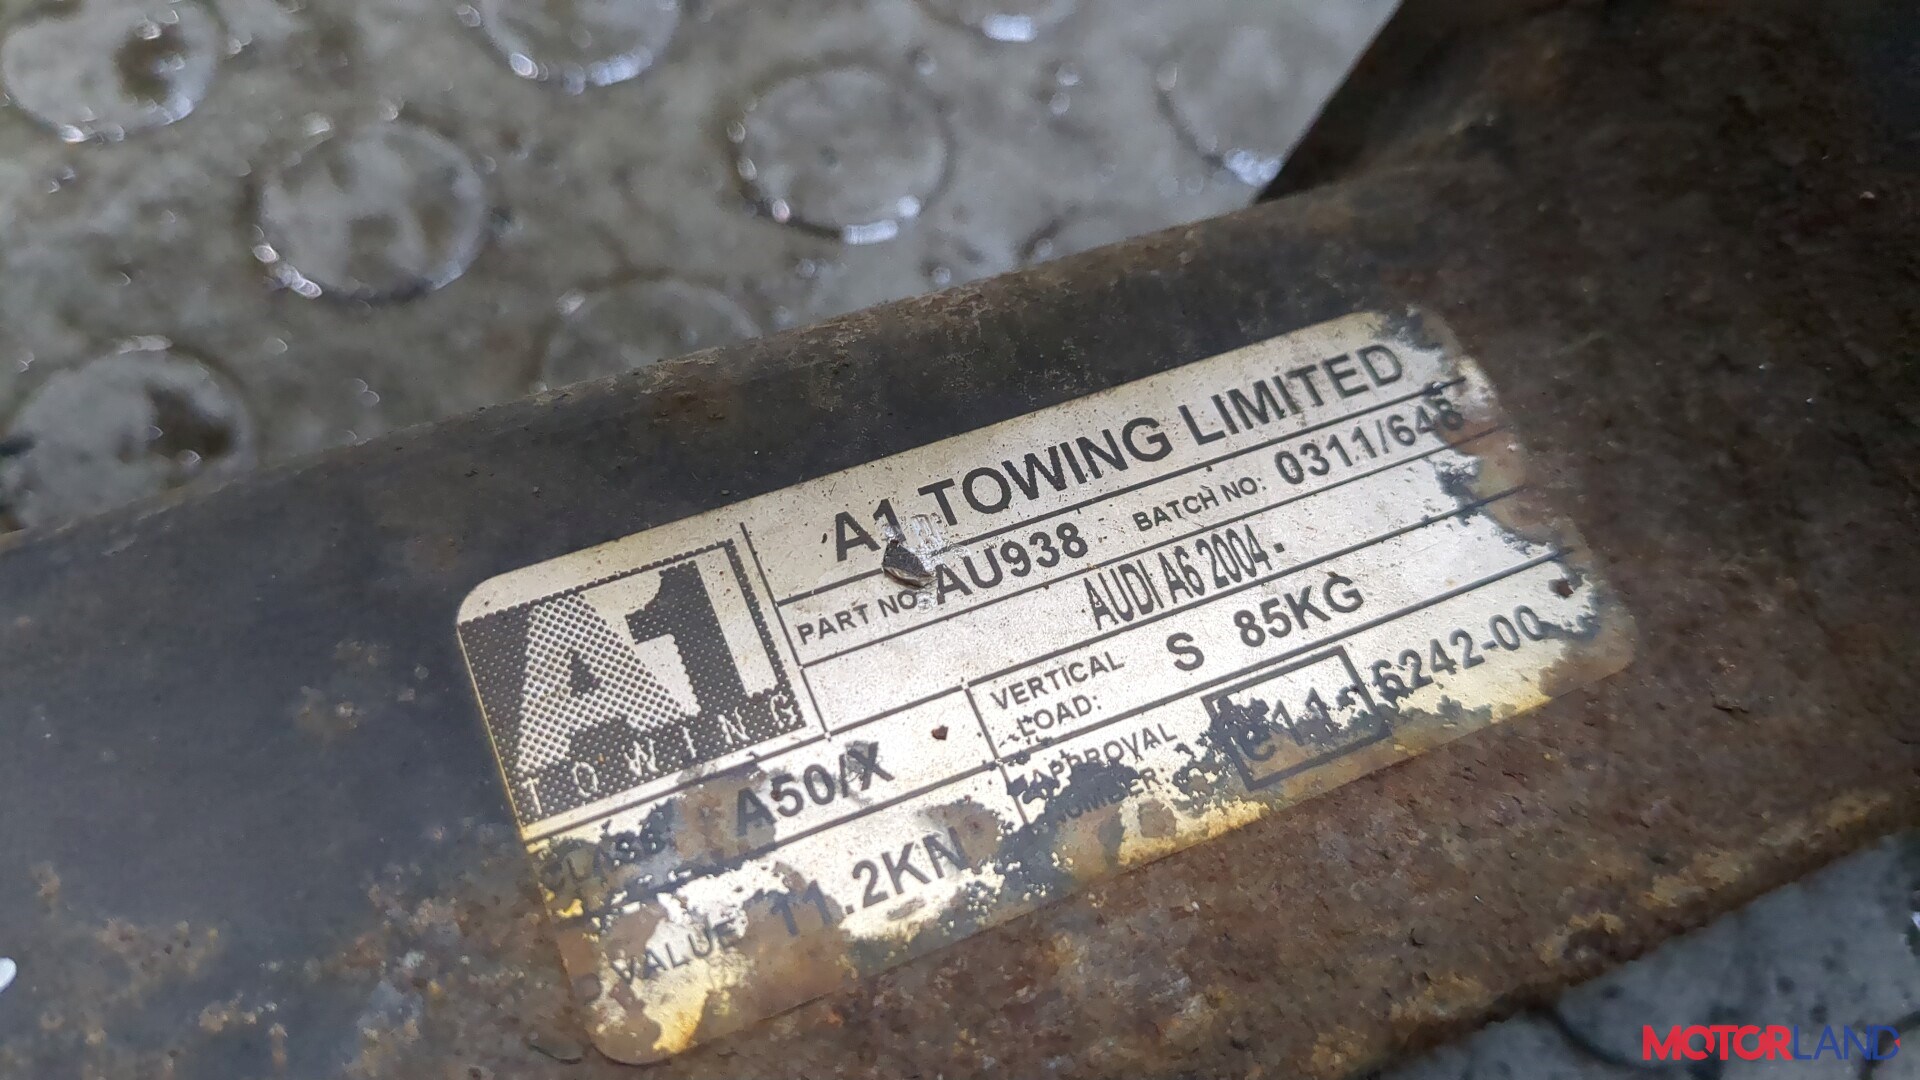 A1 TOWING LIMITED
PART NO: AU938 BATCH NO: 0311/648
AUDI A6 2004-
A1
TOWING
VERTICAL LOAD: S 85KG
CLASS A50/X
APPROVAL NUMBER e11 6242-00
D VALUE 11.2KN
MOTORLAND